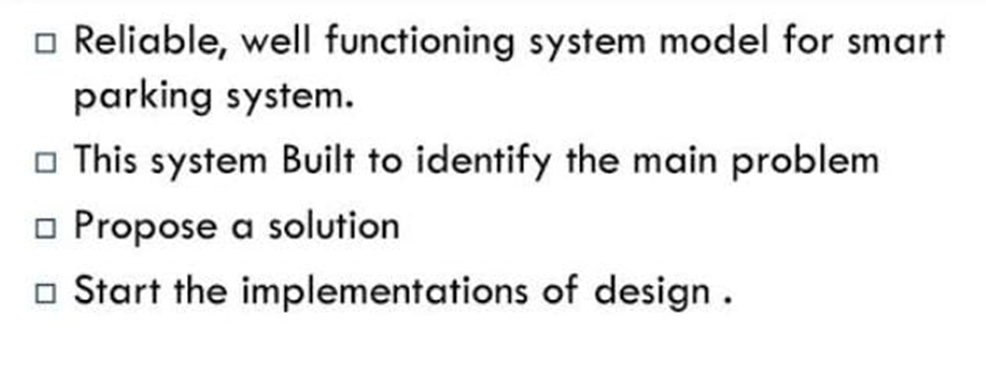 Reliable, well functioning system model for smart
parking system.
This system Built to identify the main problem
Propose a solution
Start the implementations of design .